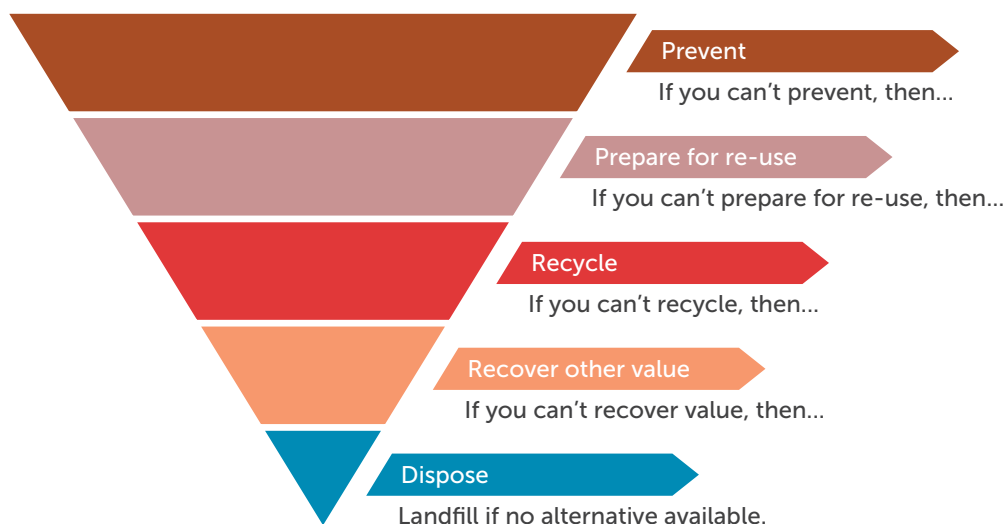 Prevent
If you can’t prevent, then...
Prepare for re-use
If you can’t prepare for re-use, then...
Recycle
If you can’t recycle, then...
Recover other value
If you can’t recover value, then...
Dispose
Landfill if no alternative available.